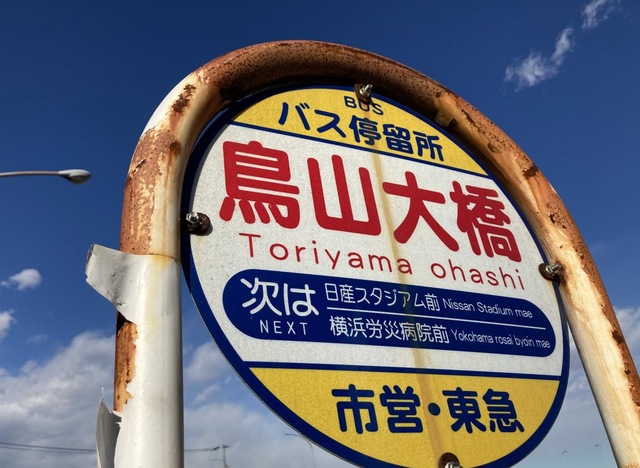 BUS
バス停留所
鳥山大橋
Toriyama ohashi
次は
NEXT
日産スタジアム前 Nissan Stadium mae
横浜労災病院前 Yokohama rosai byoin mae
市営・東急